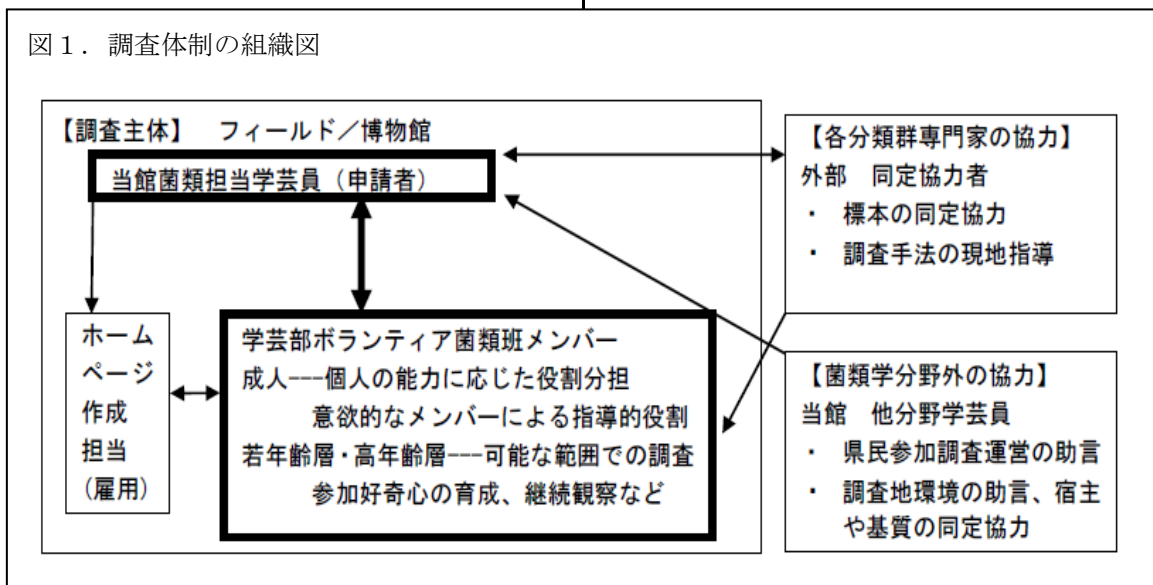 図１．調査体制の組織図
【調査主体】　フィールド／博物館
当館菌類担当学芸員（申請者）
ホーム
ページ
作成
担当
(雇用)
学芸部ボランティア菌類班メンバー
成人---個人の能力に応じた役割分担
意欲的なメンバーによる指導的役割
若年齢層・高年齢層---可能な範囲での調査
参加好奇心の育成、継続観察など
【各分類群専門家の協力】
外部　同定協力者
・　標本の同定協力
・　調査手法の現地指導
【菌類学分野外の協力】
当館　他分野学芸員
・　県民参加調査運営の助言
・　調査地環境の助言、宿主
や基質の同定協力